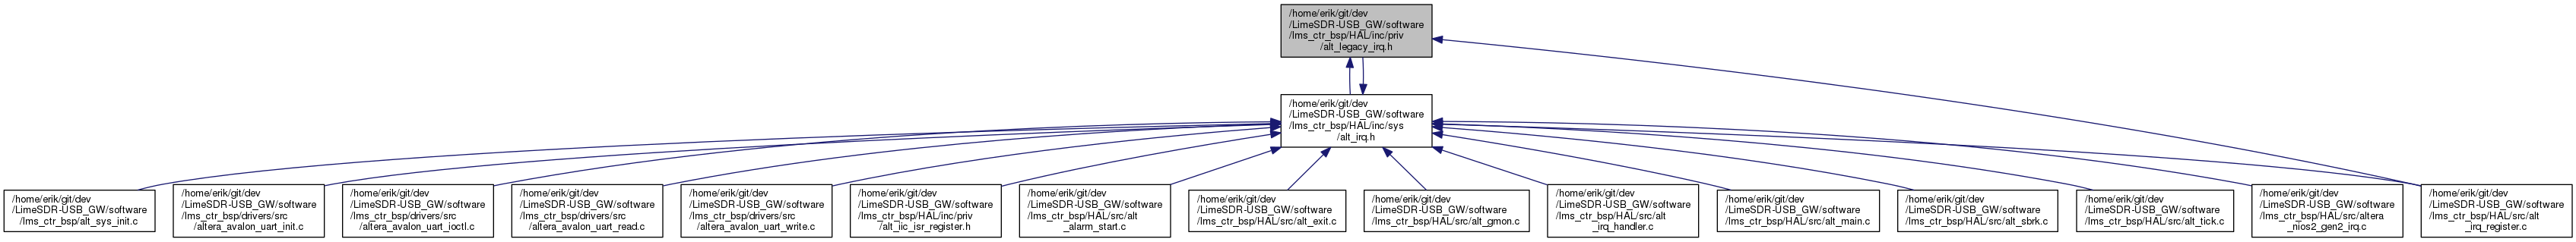 /home/erik/git/dev
/LimeSDR-USB_GW/software
/lms_ctr_bsp/HAL/inc/priv
/alt_legacy_irq.h
/home/erik/git/dev
/LimeSDR-USB_GW/software
/lms_ctr_bsp/HAL/inc/sys
/alt_irq.h
/home/erik/git/dev
/LimeSDR-USB_GW/software
/lms_ctr_bsp/alt_sys_init.c
/home/erik/git/dev
/LimeSDR-USB_GW/software
/lms_ctr_bsp/drivers/src
/altera_avalon_uart_init.c
/home/erik/git/dev
/LimeSDR-USB_GW/software
/lms_ctr_bsp/drivers/src
/altera_avalon_uart_ioctl.c
/home/erik/git/dev
/LimeSDR-USB_GW/software
/lms_ctr_bsp/drivers/src
/altera_avalon_uart_read.c
/home/erik/git/dev
/LimeSDR-USB_GW/software
/lms_ctr_bsp/drivers/src
/altera_avalon_uart_write.c
/home/erik/git/dev
/LimeSDR-USB_GW/software
/lms_ctr_bsp/HAL/inc/priv
/alt_iic_isr_register.h
/home/erik/git/dev
/LimeSDR-USB_GW/software
/lms_ctr_bsp/HAL/src/alt
_alarm_start.c
/home/erik/git/dev
/LimeSDR-USB_GW/software
/lms_ctr_bsp/HAL/src/alt_exit.c
/home/erik/git/dev
/LimeSDR-USB_GW/software
/lms_ctr_bsp/HAL/src/alt_gmon.c
/home/erik/git/dev
/LimeSDR-USB_GW/software
/lms_ctr_bsp/HAL/src/alt
_irq_handler.c
/home/erik/git/dev
/LimeSDR-USB_GW/software
/lms_ctr_bsp/HAL/src/alt_main.c
/home/erik/git/dev
/LimeSDR-USB_GW/software
/lms_ctr_bsp/HAL/src/alt_sbrk.c
/home/erik/git/dev
/LimeSDR-USB_GW/software
/lms_ctr_bsp/HAL/src/alt_tick.c
/home/erik/git/dev
/LimeSDR-USB_GW/software
/lms_ctr_bsp/HAL/src/altera
_nios2_gen2_irq.c
/home/erik/git/dev
/LimeSDR-USB_GW/software
/lms_ctr_bsp/HAL/src/alt
_irq_register.c